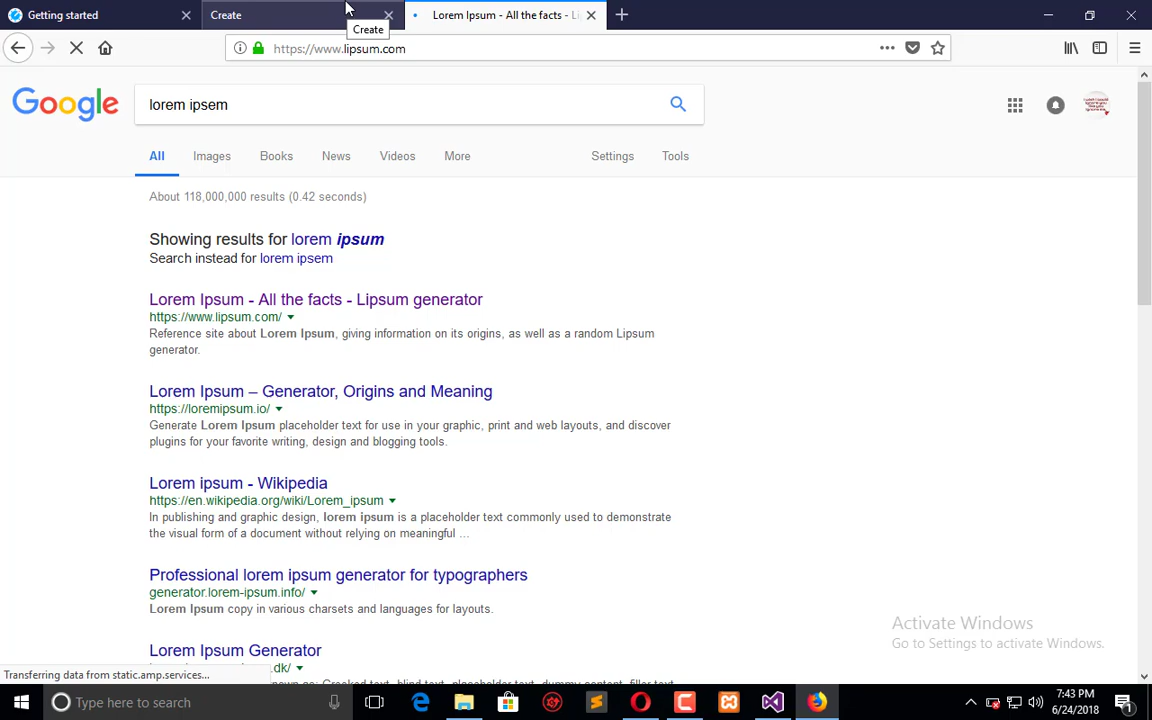 Getting started
Create
Lorem Ipsum - All the facts - Li
Create
https://www.lipsum.com
Google
lorem ipsem
All
Images
Books
News
Videos
More
Settings
Tools
About 118,000,000 results (0.42 seconds)
Showing results for lorem ipsum
Search instead for lorem ipsem
Lorem Ipsum - All the facts - Lipsum generator
https://www.lipsum.com/
Reference site about Lorem Ipsum, giving information on its origins, as well as a random Lipsum
generator.
Lorem Ipsum – Generator, Origins and Meaning
https://loremipsum.io/
Generate Lorem Ipsum placeholder text for use in your graphic, print and web layouts, and discover
plugins for your favorite writing, design and blogging tools.
Lorem ipsum - Wikipedia
https://en.wikipedia.org/wiki/Lorem_ipsum
In publishing and graphic design, lorem ipsum is a placeholder text commonly used to demonstrate
the visual form of a document without relying on meaningful ...
Professional lorem ipsum generator for typographers
generator.lorem-ipsum.info/
Lorem Ipsum copy in various charsets and languages for layouts.
Lorem Ipsum Generator
.dk/
Activate Windows
Go to Settings to activate Windows.
Transferring data from static.amp.services...
Type here to search
7:43 PM
6/24/2018
1